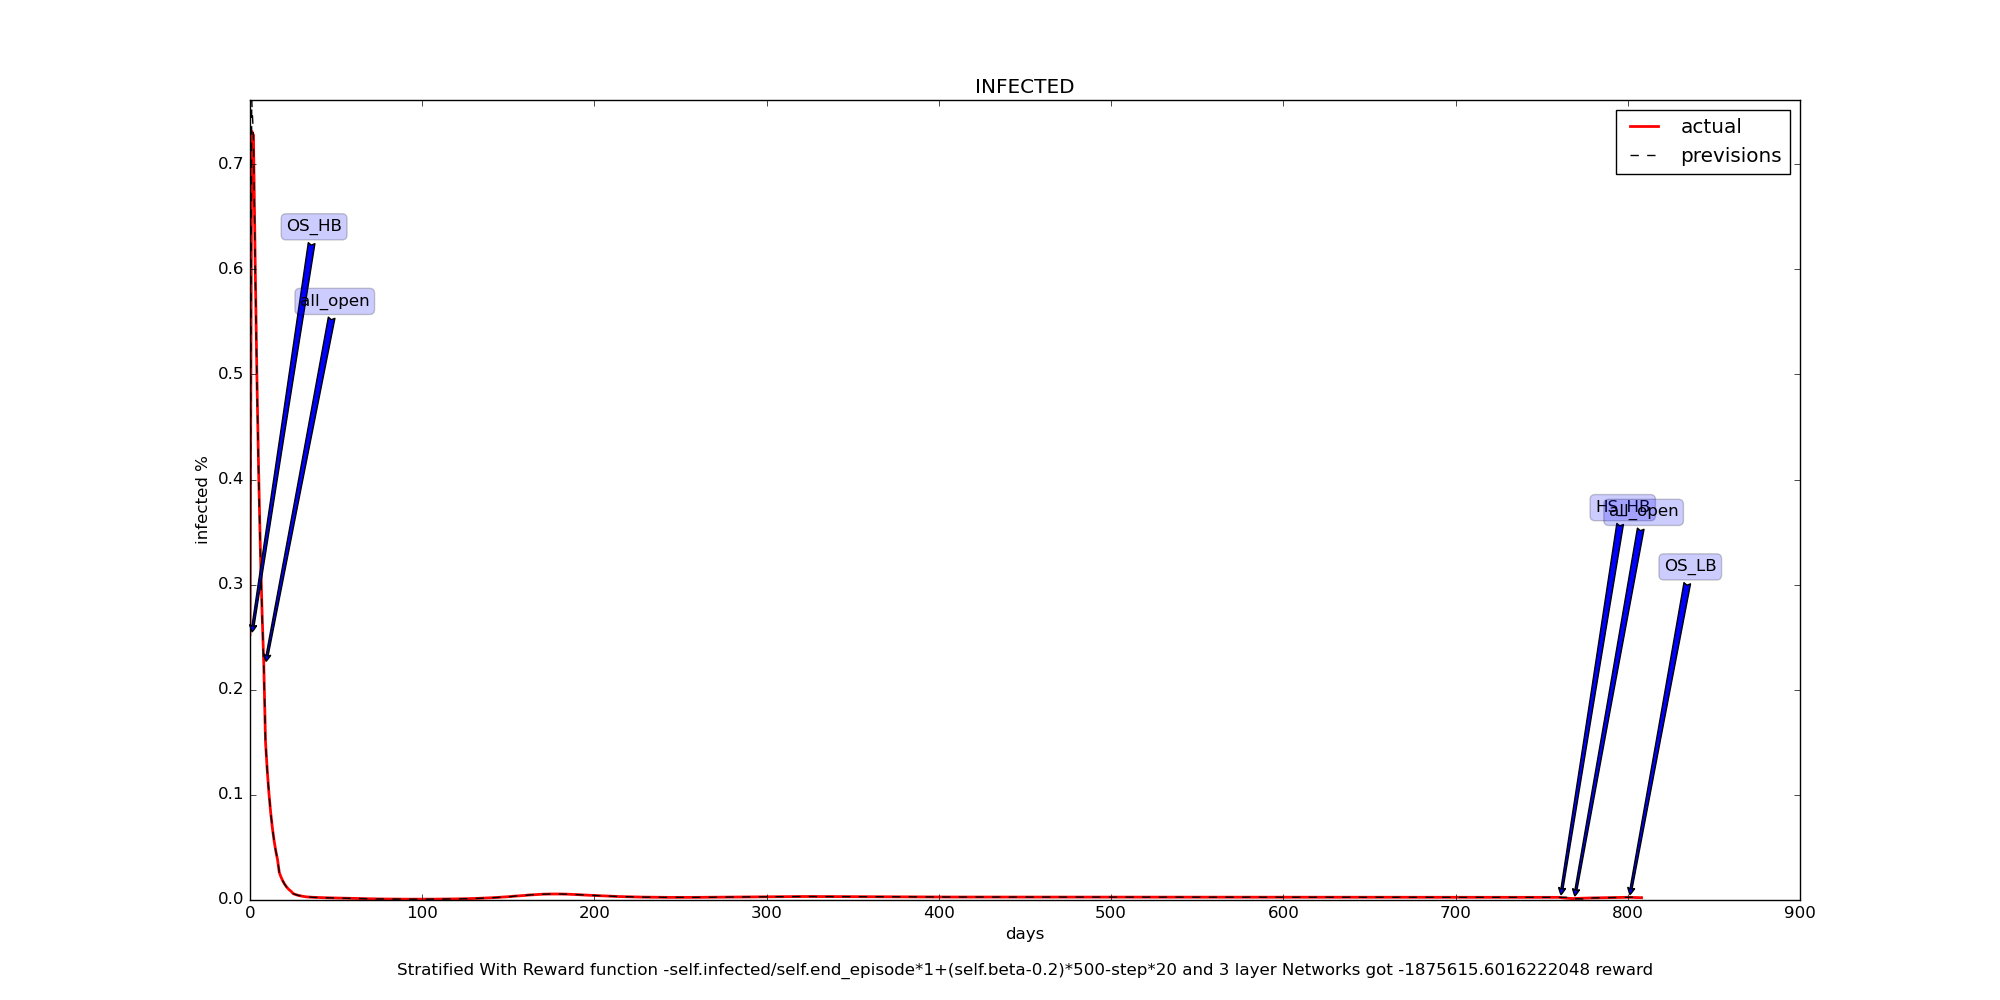 INFECTED
actual
previsions
OS_HB
all_open
HS_HB
all_open
OS_LB
infected %
0.7
0.6
0.5
0.4
0.3
0.2
0.1
0.0
0 100 200 300 400 500 600 700 800 900
days
Stratified With Reward function -self.infected/self.end_episode*1+(self.beta-0.2)*500-step*20 and 3 layer Networks got -1875615.6016222048 reward